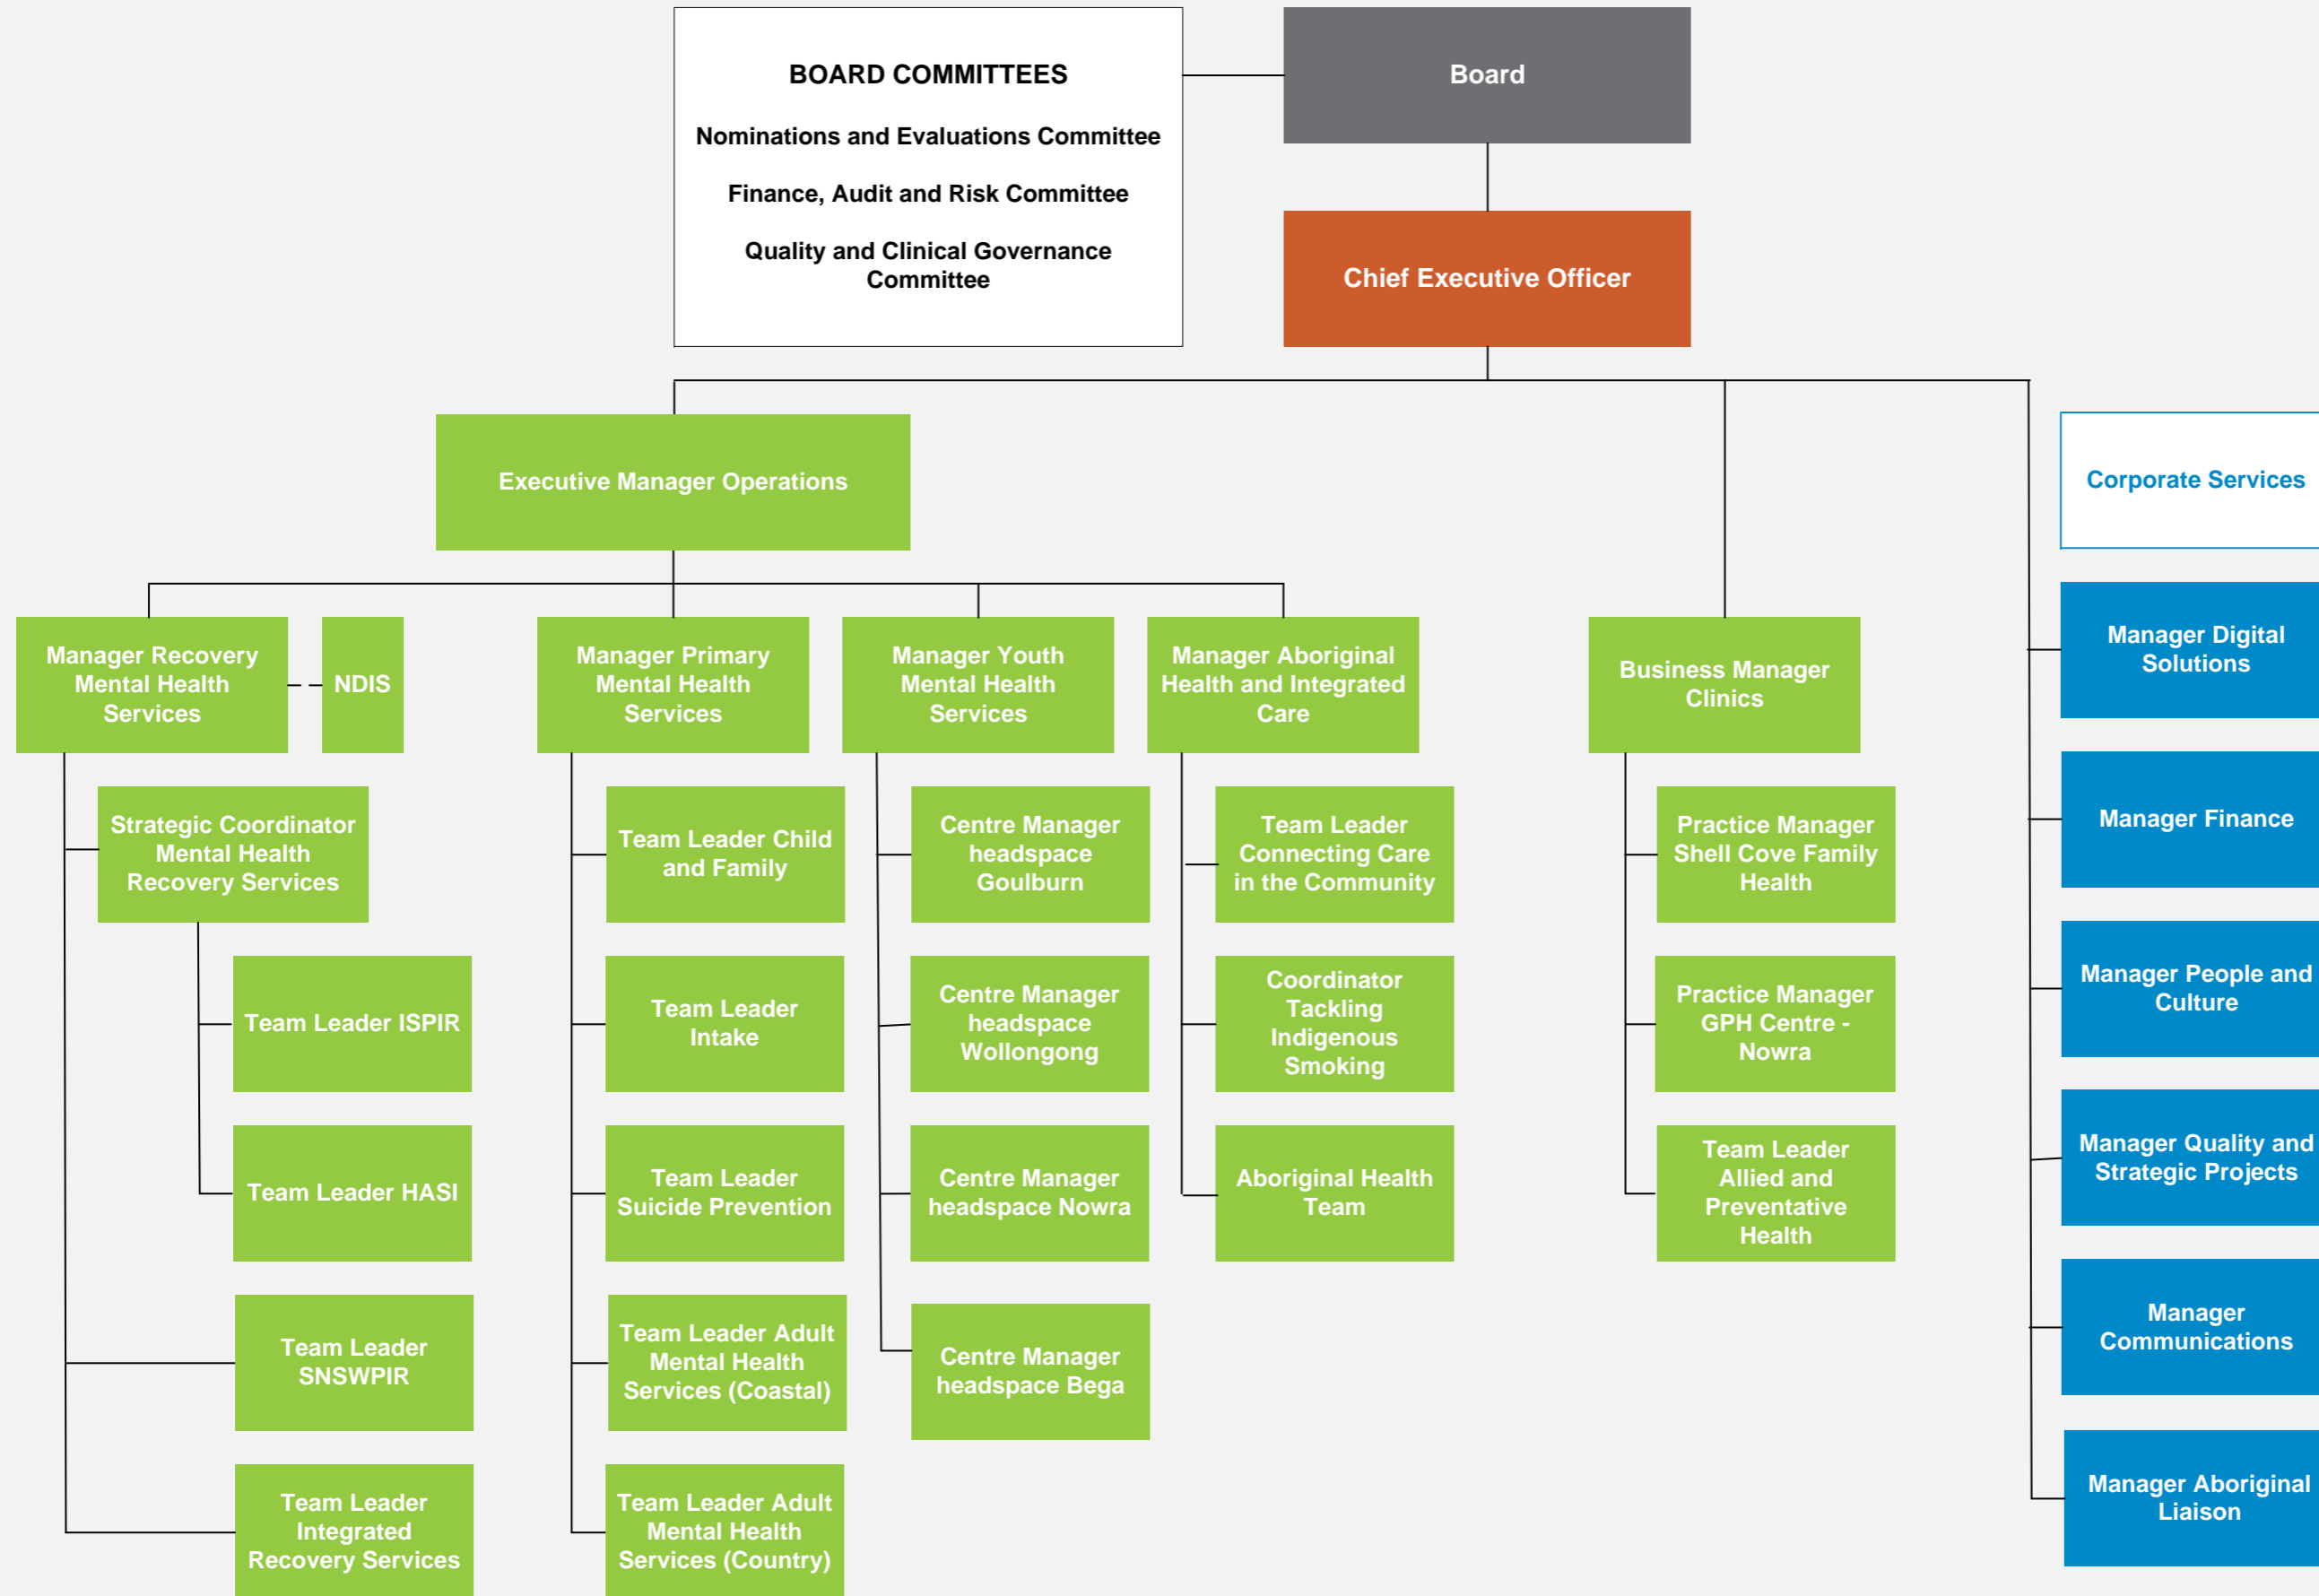 BOARD COMMITTEES
Nominations and Evaluations Committee
Finance, Audit and Risk Committee
Quality and Clinical Governance
Committee
Board
Chief Executive Officer
Executive Manager Operations
Corporate Services
Manager Recovery
Mental Health
Services
NDIS
Manager Primary
Mental Health
Services
Manager Youth
Mental Health
Services
Manager Aboriginal
Health and Integrated
Care
Business Manager
Clinics
Strategic Coordinator
Mental Health
Recovery Services
Team Leader ISPIR
Team Leader HASI
Team Leader
SNSWPIR
Team Leader
Integrated
Recovery Services
Team Leader Child
and Family
Team Leader
Intake
Team Leader
Suicide Prevention
Team Leader Adult
Mental Health
Services (Coastal)
Team Leader Adult
Mental Health
Services (Country)
Centre Manager
headspace
Goulburn
Centre Manager
headspace
Wollongong
Centre Manager
headspace Nowra
Centre Manager
headspace Bega
Team Leader
Connecting Care
in the Community
Coordinator
Tackling
Indigenous
Smoking
Aboriginal Health
Team
Practice Manager
Shell Cove Family
Health
Practice Manager
GPH Centre -
Nowra
Team Leader
Allied and
Preventative
Health
Manager Digital
Solutions
Manager Finance
Manager People and
Culture
Manager Quality and
Strategic Projects
Manager
Communications
Manager Aboriginal
Liaison